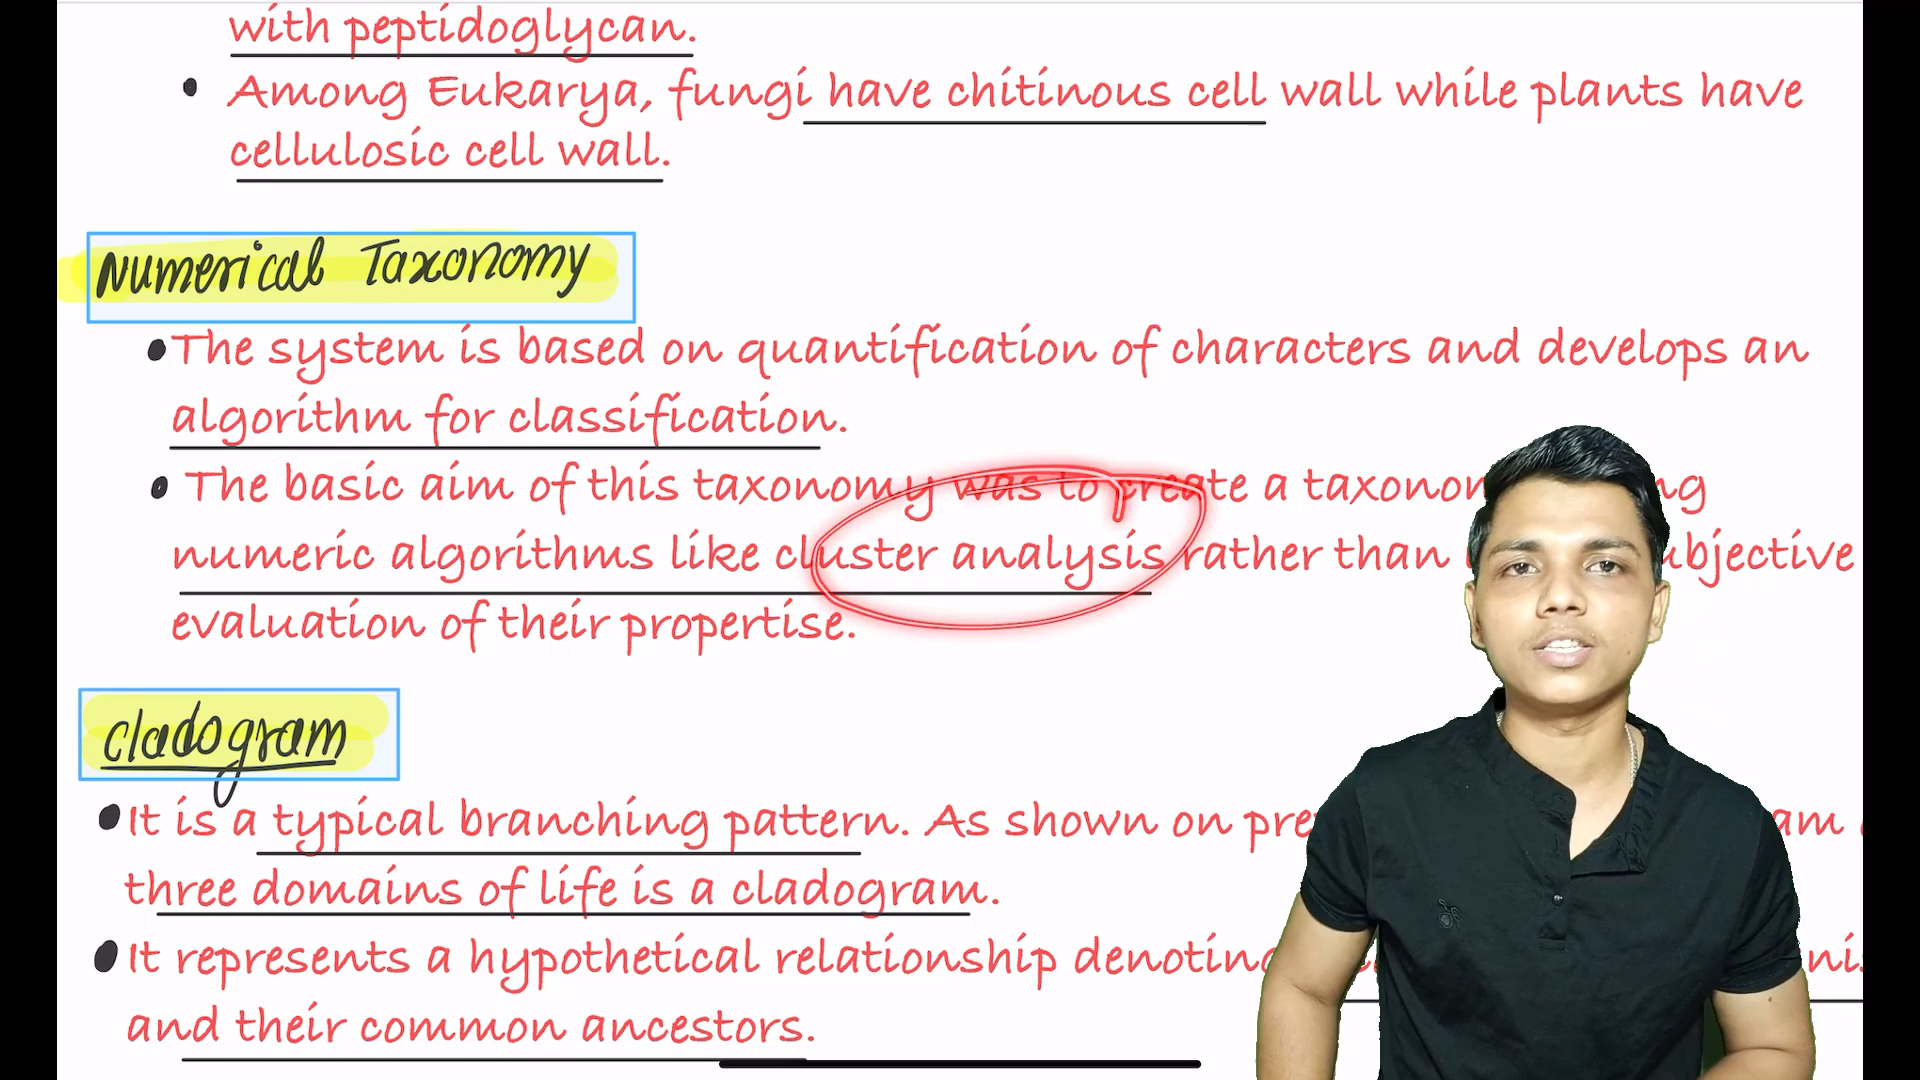 with peptidoglycan.
Among Eukarya, fungi have chitinous cell wall while plants have
cellulosic cell wall.
Numerical Taxonomy
The system is based on quantification of characters and develops an
algorithm for classification.
The basic aim of this taxonomy was to create a
numeric algorithms like cluster analysis rather than
evaluation of their propertise.
cladogram
It is a typical branching pattern. As shown on
three domains of life is a cladogram.
It represents a hypothetical relationship
and their common ancestors.